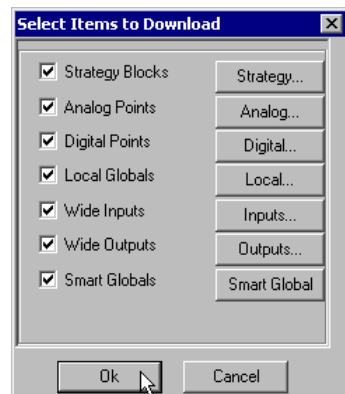 Select Items to Download
Strategy Blocks Strategy...
Analog Points Analog...
Digital Points Digital...
Local Globals Local...
Wide Inputs Inputs...
Wide Outputs Outputs...
Smart Globals Smart Global
Ok Cancel